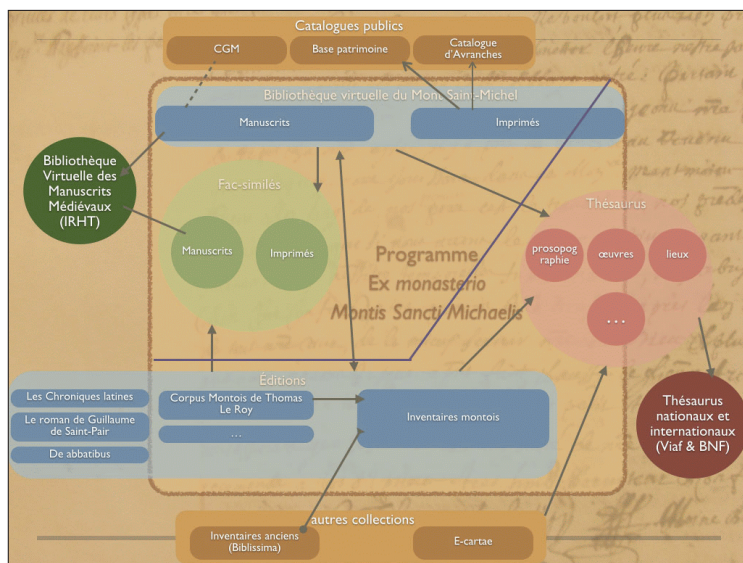 Catalogues publics
CGM
Base patrimoine
Catalogue
d'Avranches
Bibliothèque virtuelle du Mont Saint-Michel
Manuscrits
Imprimés
Bibliothèque
Virtuelle des
Manuscrits
Médiévaux
(IRHT)
Fac-similés
Manuscrits
Imprimés
Thésaurus
prosopog
raphie
œuvres
lieux
...
Programme
Ex monasterio
Montis Sancti Michaelis
Éditions
Les Chroniques latines
Le roman de Guillaume
de Saint-Pair
De abbatibus
Corpus Montois de Thomas
Le Roy
...
Inventaires montois
Thésaurus
nationaux et
internationaux
(Viaf & BNF)
autres collections
Inventaires anciens
(Biblissima)
E-cartae